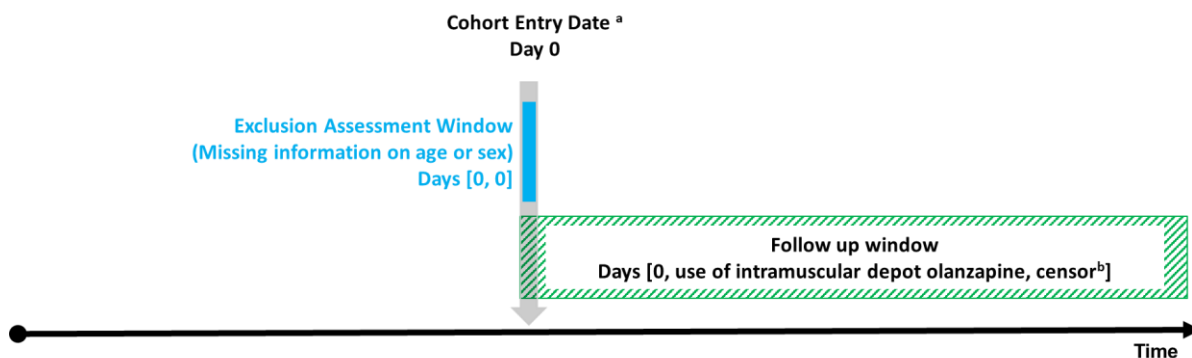 Cohort Entry Date ᵃ
Day 0
Exclusion Assessment Window
(Missing information on age or sex)
Days [0, 0]
Follow up window
Days [0, use of intramuscular depot olanzapine, censorᵇ]
Time